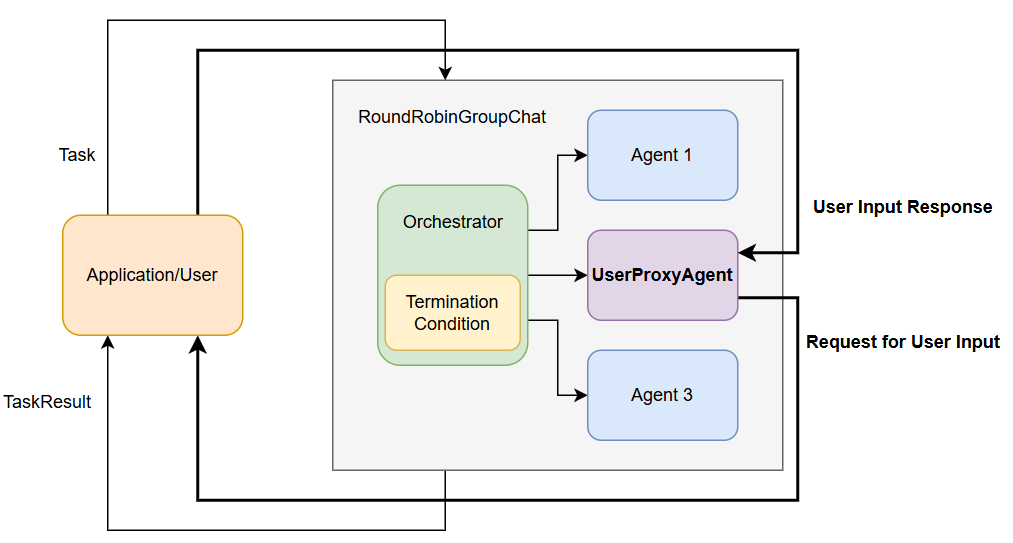 RoundRobinGroupChat
Task
Agent 1
User Input Response
Orchestrator
Application/User
UserProxyAgent
Termination
Condition
Request for User Input
TaskResult
Agent 3